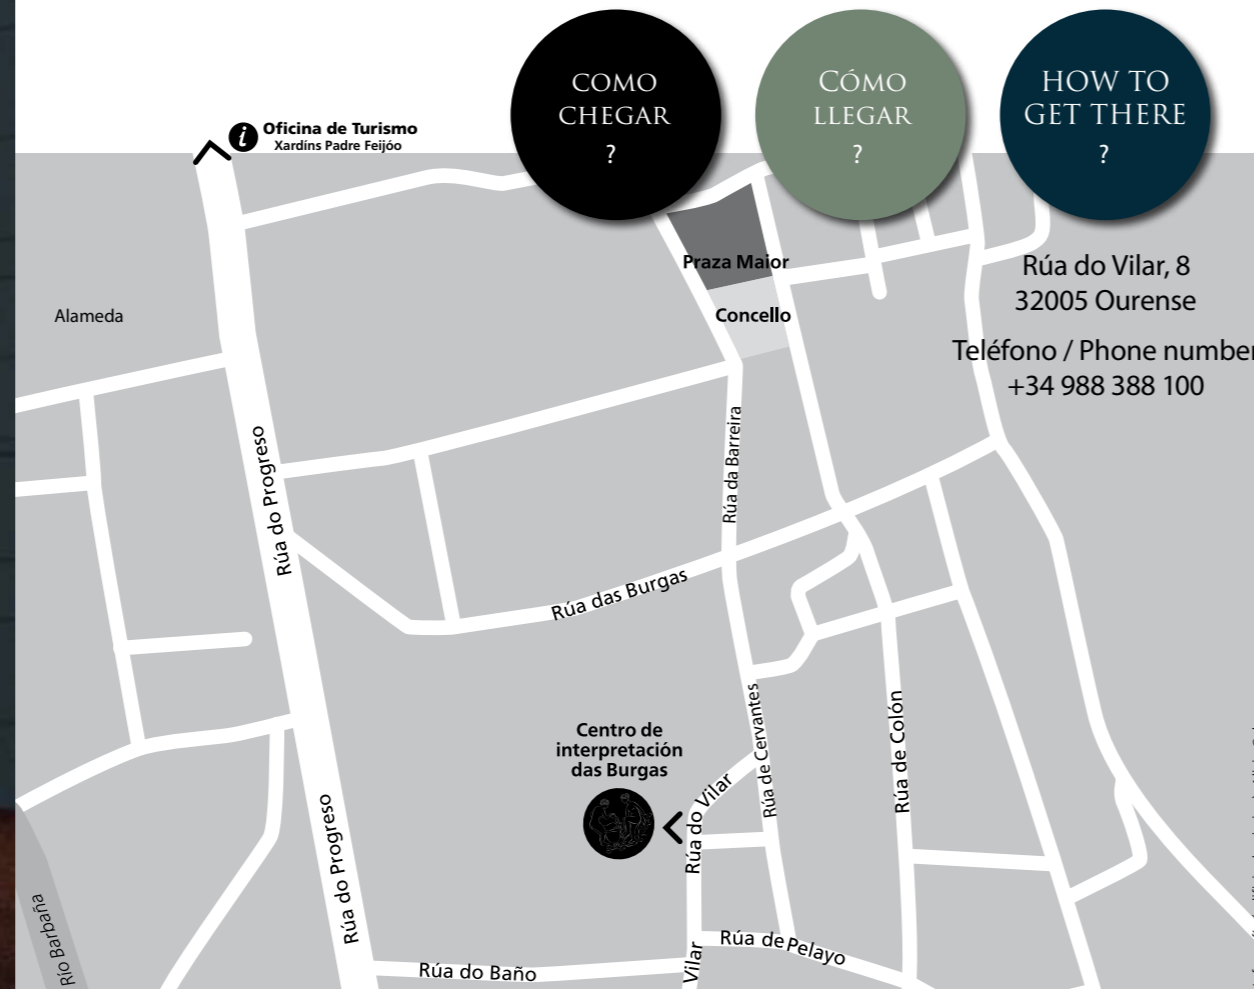 COMO
CHEGAR
?
CÓMO
LLEGAR
?
HOW TO
GET THERE
?
i Oficina de Turismo
Xardíns Padre Feijóo
Praza Maior
Concello
Alameda
Rúa do Vilar, 8
32005 Ourense
Teléfono / Phone number
+34 988 388 100
Rúa do Progreso
Rúa da Barreira
Rúa das Burgas
Centro de
interpretación
das Burgas
Rúa do Vilar
Rúa de Cervantes
Rúa de Colón
Rúa do Progreso
Río Barbaña
Rúa do Baño
Vilar
Rúa de Pelayo